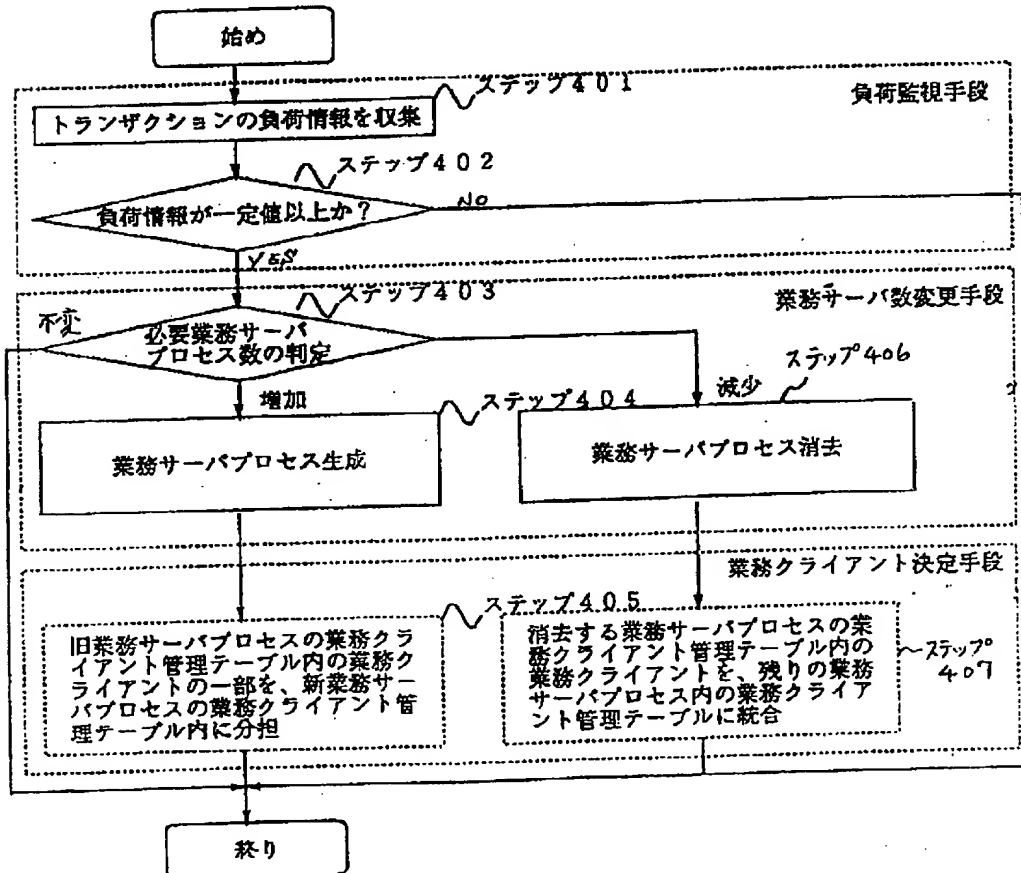 始め
ステップ401
負荷監視手段
トランザクションの負荷情報を収集
ステップ402
負荷情報が一定値以上か?
NO
YES
ステップ403
業務サーバ数変更手段
不変
必要業務サーバ
プロセス数の判定
ステップ406
増加
ステップ404
減少
業務サーバプロセス生成
業務サーバプロセス消去
業務クライアント決定手段
ステップ405
旧業務サーバプロセスの業務クラ
イアント管理テーブル内の業務ク
ライアントの一部を、新業務サー
バプロセスの業務クライアント管
理テーブル内に分担
消去する業務サーバプロセスの業
務クライアント管理テーブル内の
業務クライアントを、残りの業務
サーバプロセス内の業務クライア
ント管理テーブルに統合
ステップ
407
終り